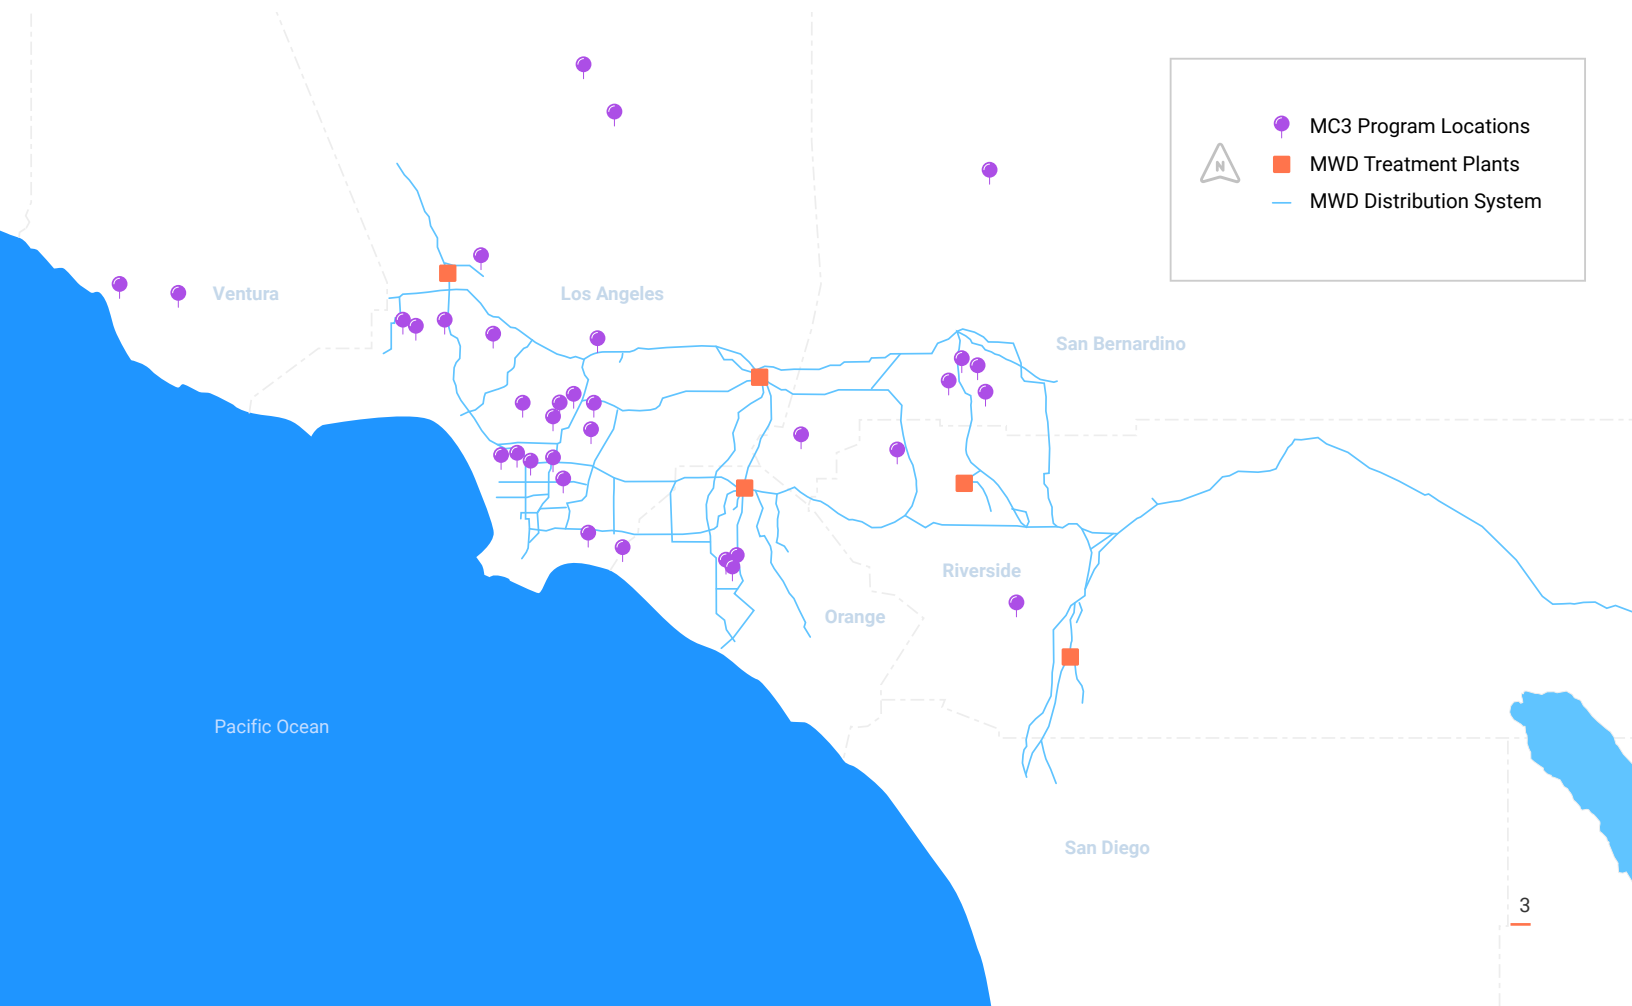 MC3 Program Locations
N
MWD Treatment Plants
MWD Distribution System
Ventura
Los Angeles
San Bernardino
Riverside
Orange
Pacific Ocean
San Diego
3